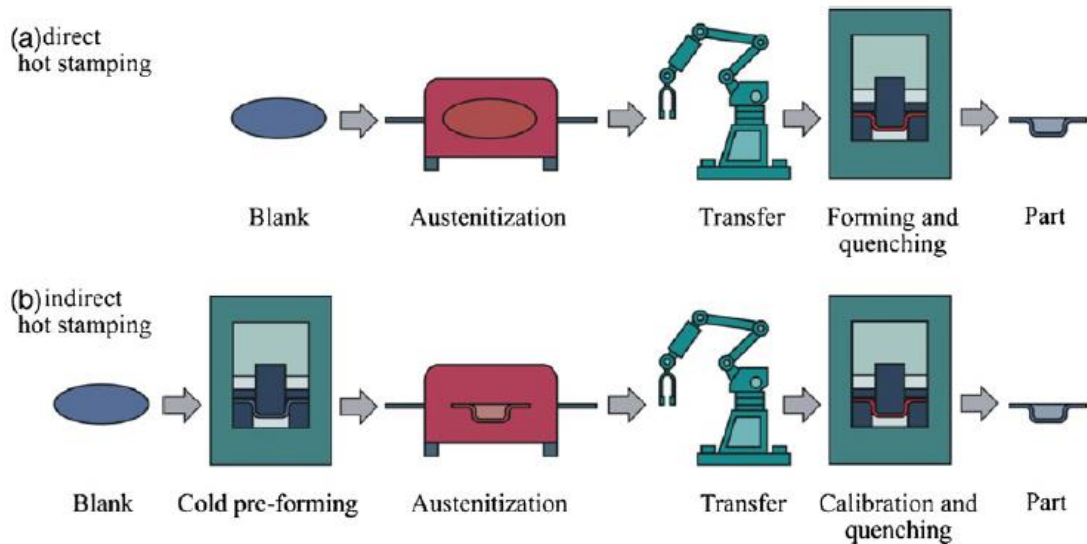 (a)direct
hot stamping
Blank
Austenitization
Transfer
Forming and
quenching
Part
(b)indirect
hot stamping
Blank
Cold pre-forming
Austenitization
Transfer
Calibration and
quenching
Part